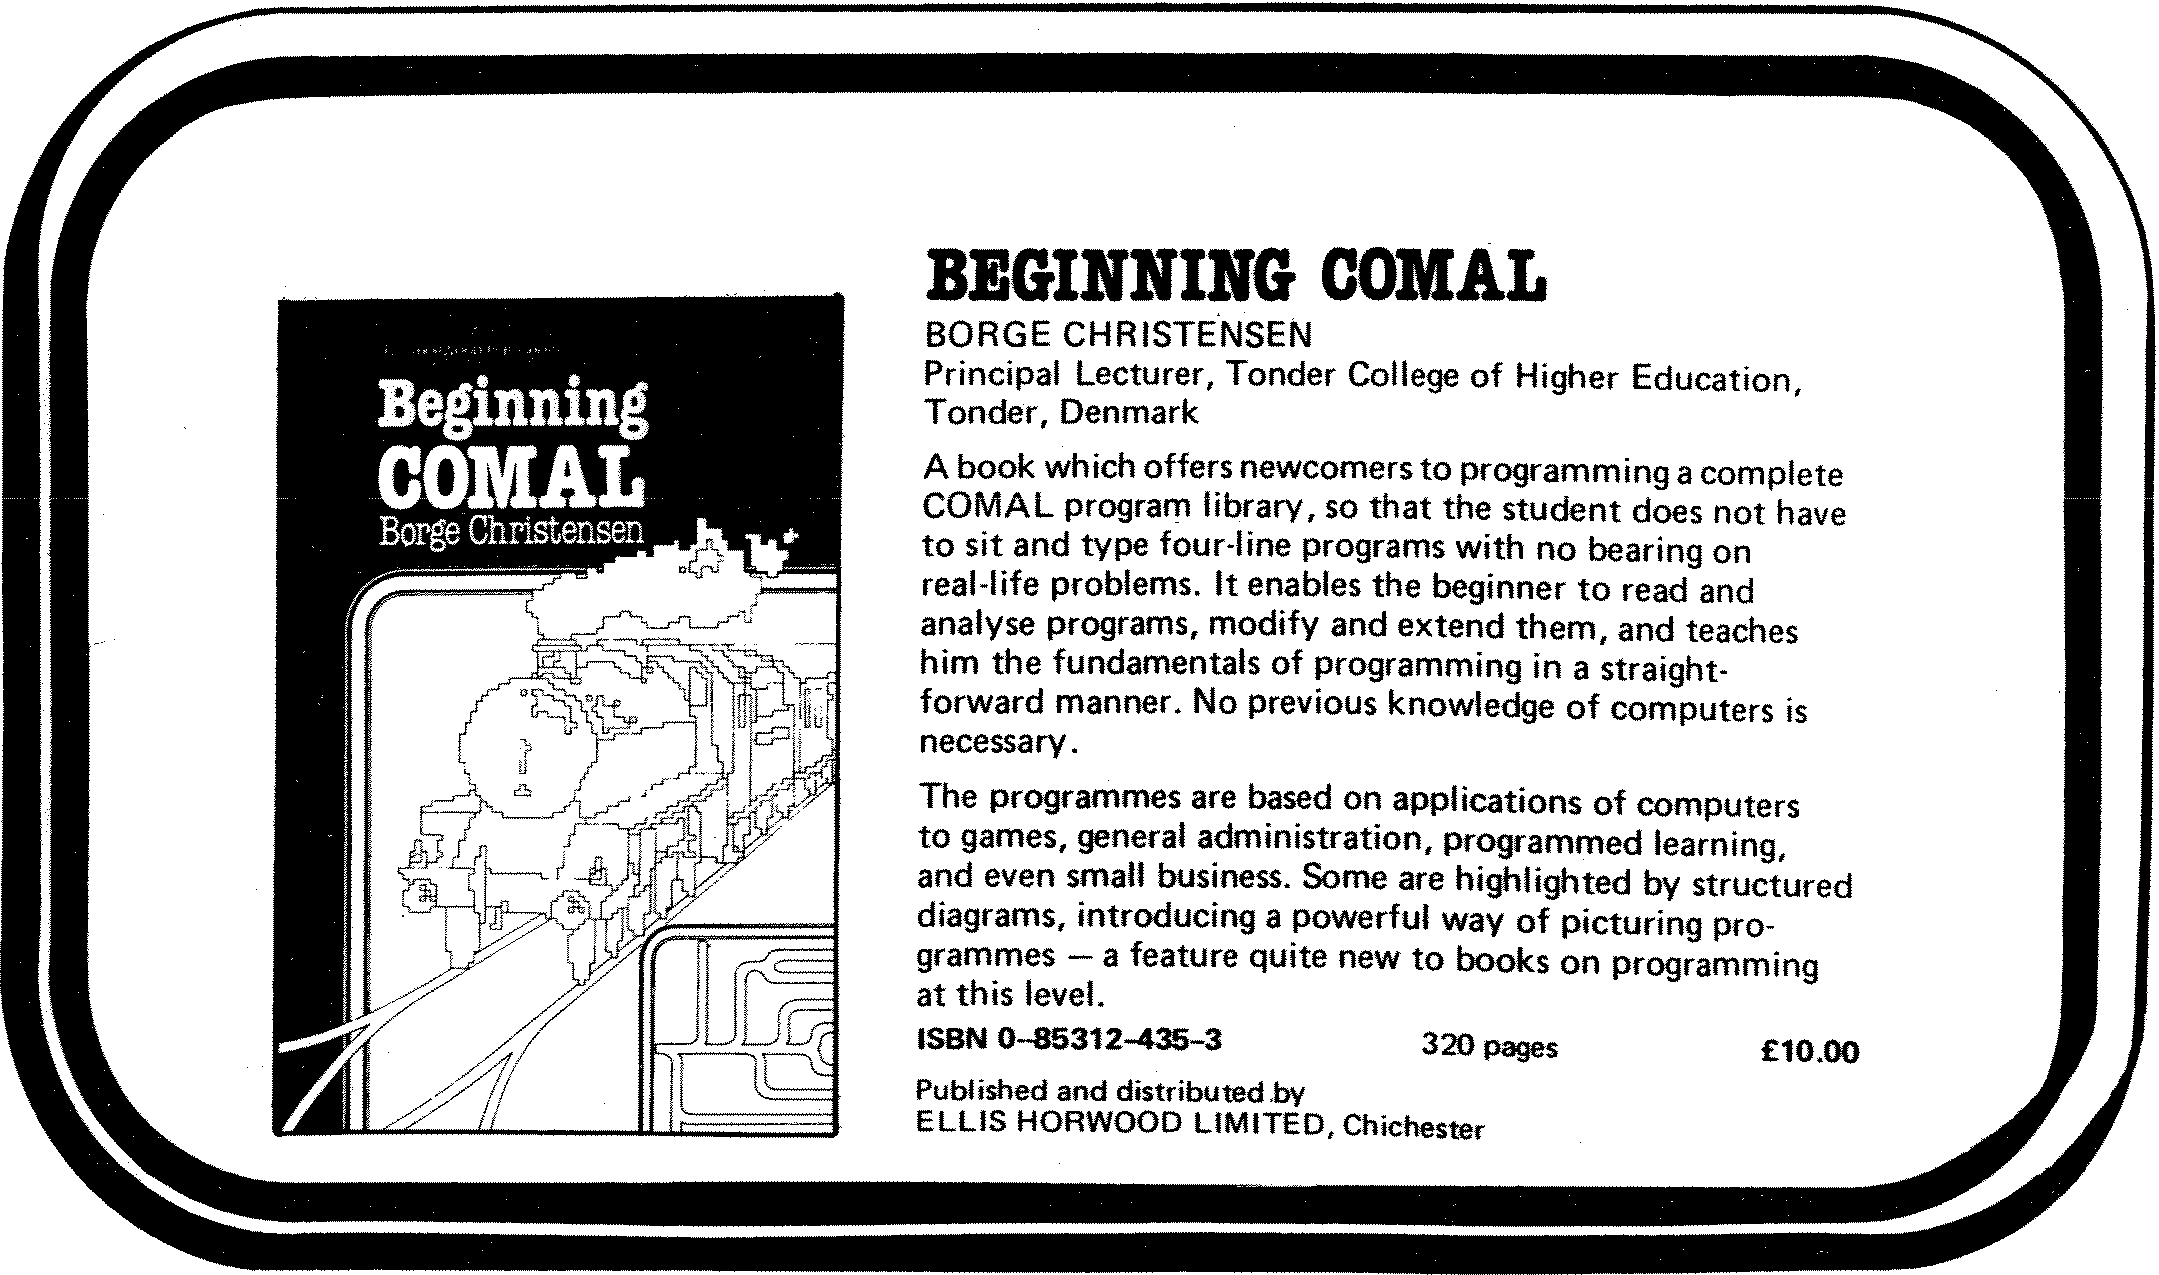 Beginning
COMAL
Borge Christensen
BEGINNING COMAL
BORGE CHRISTENSEN
Principal Lecturer, Tonder College of Higher Education,
Tonder, Denmark
A book which offers newcomers to programming a complete
COMAL program library, so that the student does not have
to sit and type four-line programs with no bearing on
real-life problems. It enables the beginner to read and
analyse programs, modify and extend them, and teaches
him the fundamentals of programming in a straight-
forward manner. No previous knowledge of computers is
necessary.
The programmes are based on applications of computers
to games, general administration, programmed learning,
and even small business. Some are highlighted by structured
diagrams, introducing a powerful way of picturing pro-
grammes — a feature quite new to books on programming
at this level.
ISBN 0–85312–435–3 320 pages £10.00
Published and distributed by
ELLIS HORWOOD LIMITED, Chichester